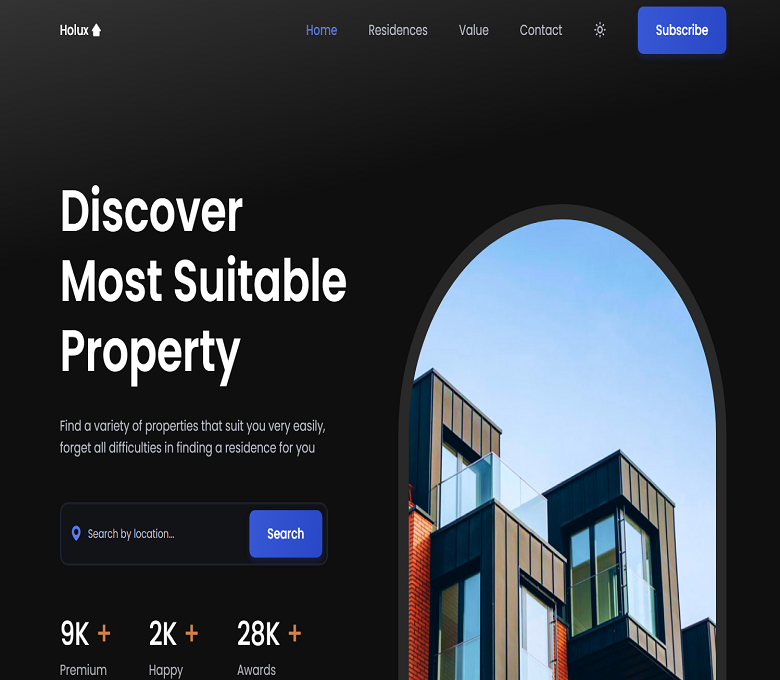 Holux
Home Residences Value Contact Subscribe
Discover
Most Suitable
Property
Find a variety of properties that suit you very easily,
forget all difficulties in finding a residence for you
Search by location... Search
9K + 2K + 28K +
Premium Happy Awards